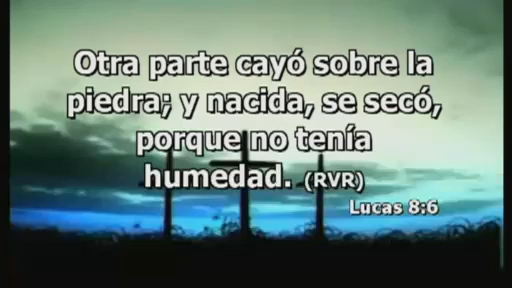 Otra parte cayó sobre la
piedra; y nacida, se secó,
porque no tenía
humedad. (RVR)
Lucas 8:6